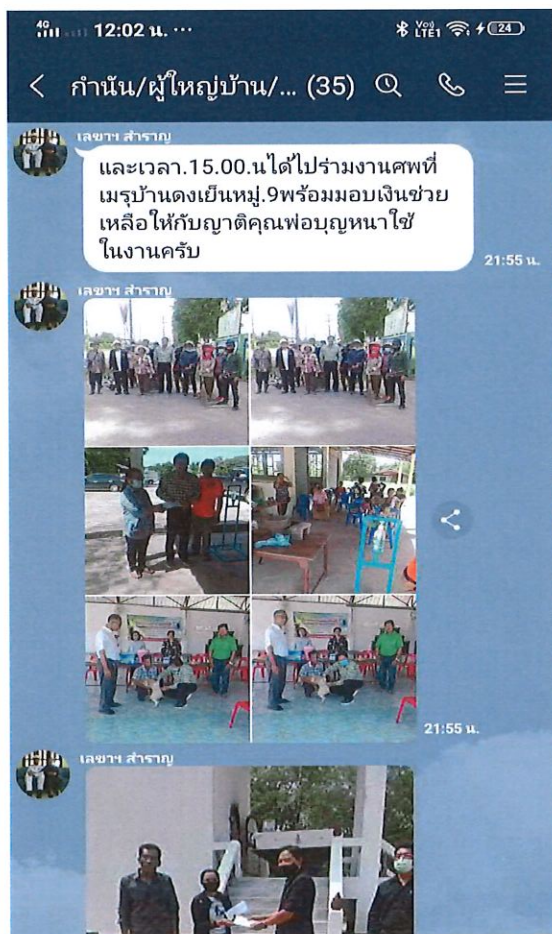 4G 12:02 น. ···
Vo) LTE1 24
กำนัน/ผู้ใหญ่บ้าน/... (35)
เลขาฯ สำราญ
และเวลา.15.00.นได้ไปร่ามงานศพที่
เมรุบ้านดงเย็นหมู่.9พร้อมมอบเงินช่วย
เหลือให้กับญาติคุณพ่อบุญหนาใช้
ในงานครับ
21:55 น.
เลขาฯ สำราญ
21:55 น.
เลขาฯ สำราญ